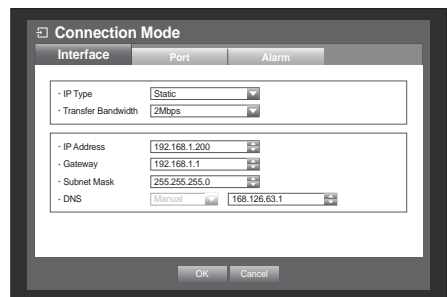 Connection Mode
Interface Port Alarm
· IP Type Static
· Transfer Bandwidth 2Mbps
· IP Address 192.168.1.200
· Gateway 192.168.1.1
· Subnet Mask 255.255.255.0
· DNS Manual 168.126.63.1
OK Cancel